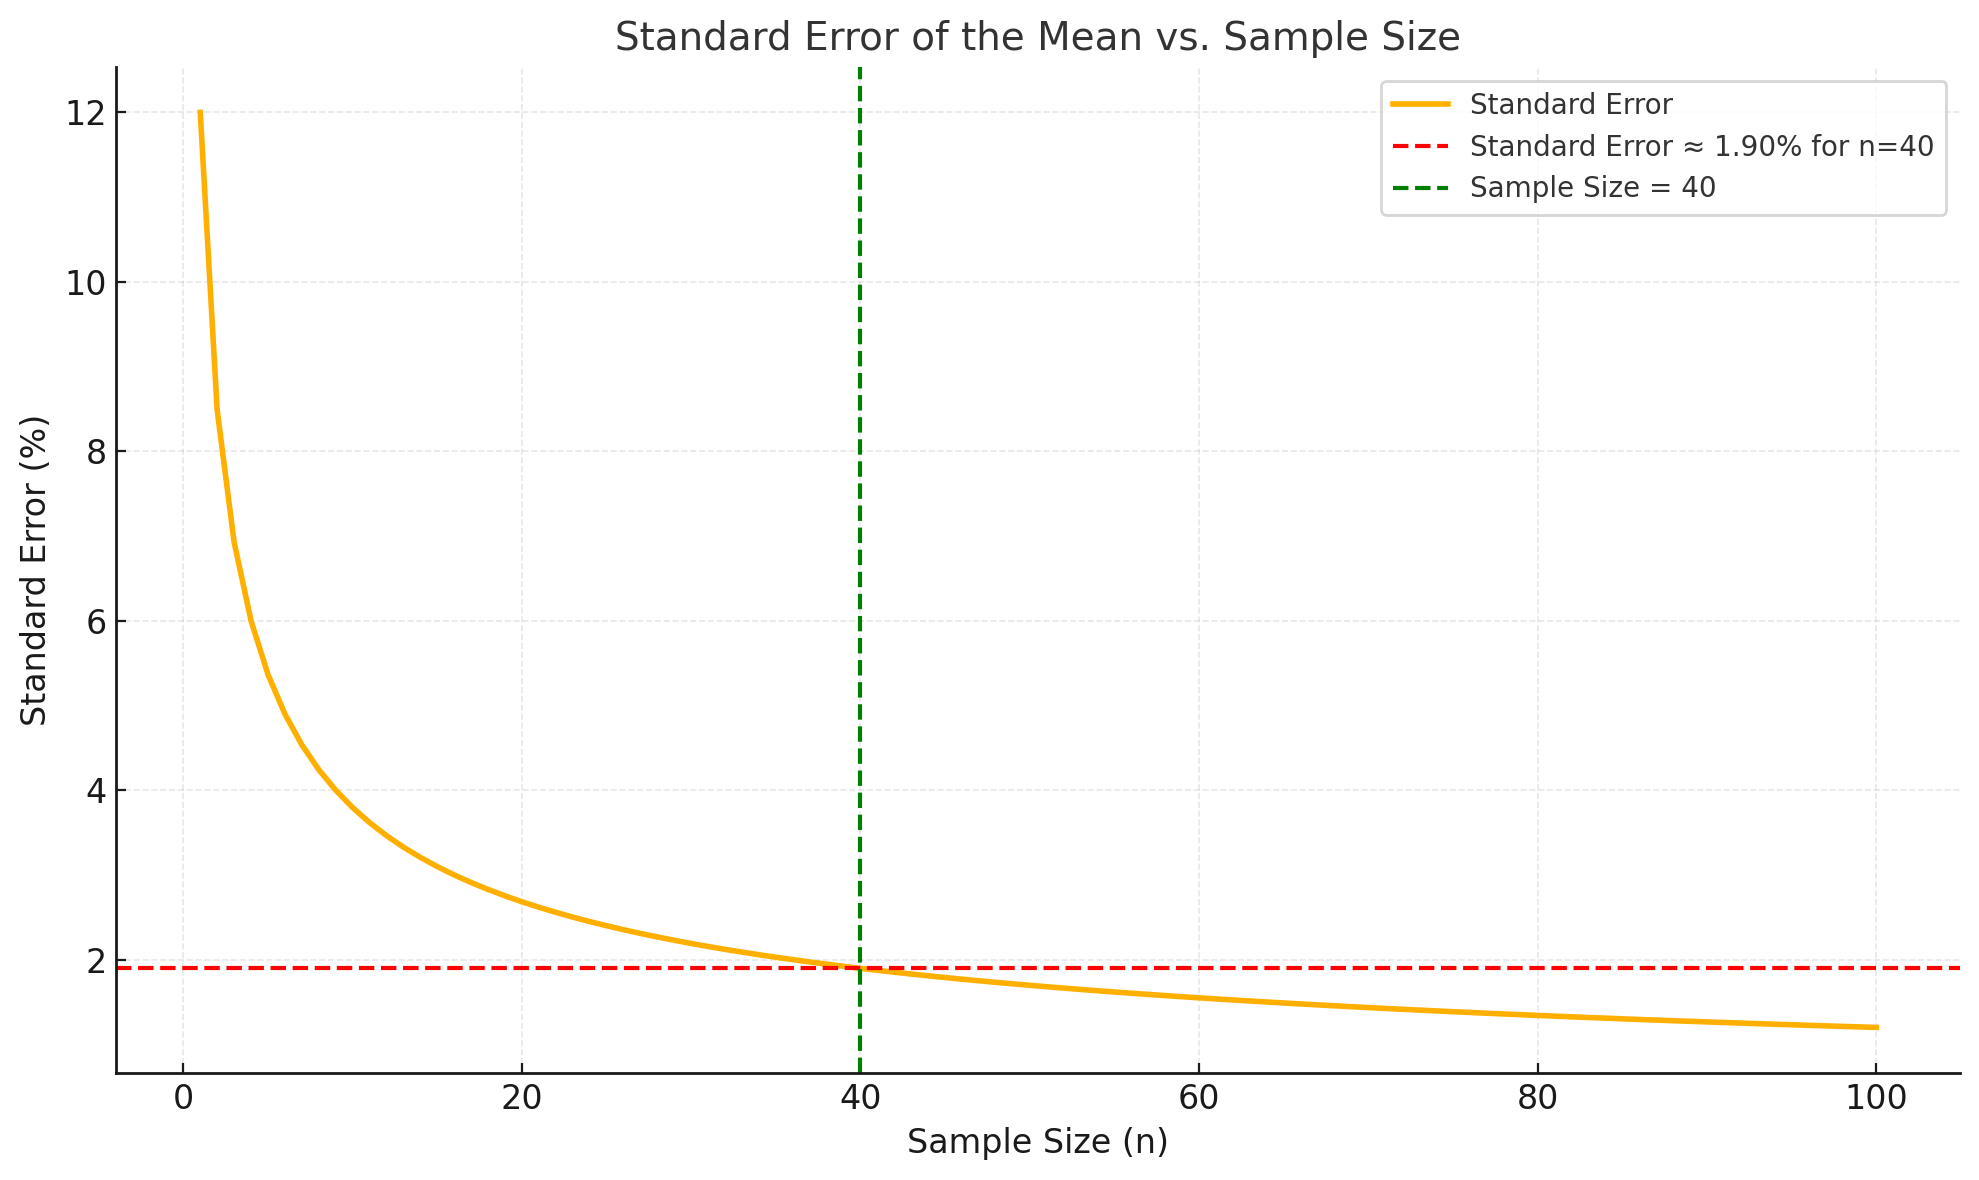 Standard Error of the Mean vs. Sample Size
Standard Error
Standard Error ≈ 1.90% for n=40
Sample Size = 40
Standard Error (%)
12
10
8
6
4
2
0 20 40 60 80 100
Sample Size (n)